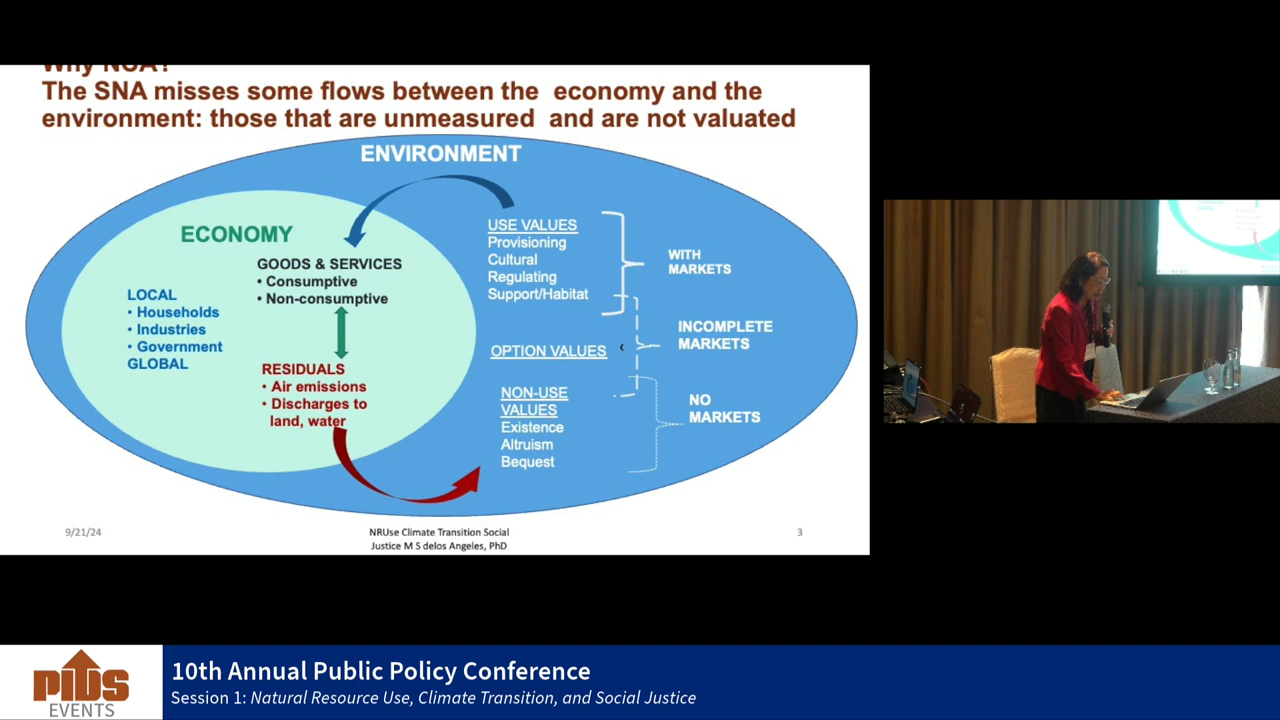 Why NCA?
The SNA misses some flows between the economy and the
environment: those that are unmeasured and are not valuated
ENVIRONMENT
ECONOMY
GOODS & SERVICES
• Consumptive
• Non-consumptive
LOCAL
• Households
• Industries
• Government
GLOBAL
RESIDUALS
• Air emissions
• Discharges to
land, water
USE VALUES
Provisioning
Cultural
Regulating
Support/Habitat
OPTION VALUES
NON-USE
VALUES
Existence
Altruism
Bequest
WITH
MARKETS
INCOMPLETE
MARKETS
NO
MARKETS
9/21/24
NRUse Climate Transition Social
Justice M S delos Angeles, PhD
3
PIDS
EVENTS
10th Annual Public Policy Conference
Session 1: Natural Resource Use, Climate Transition, and Social Justice